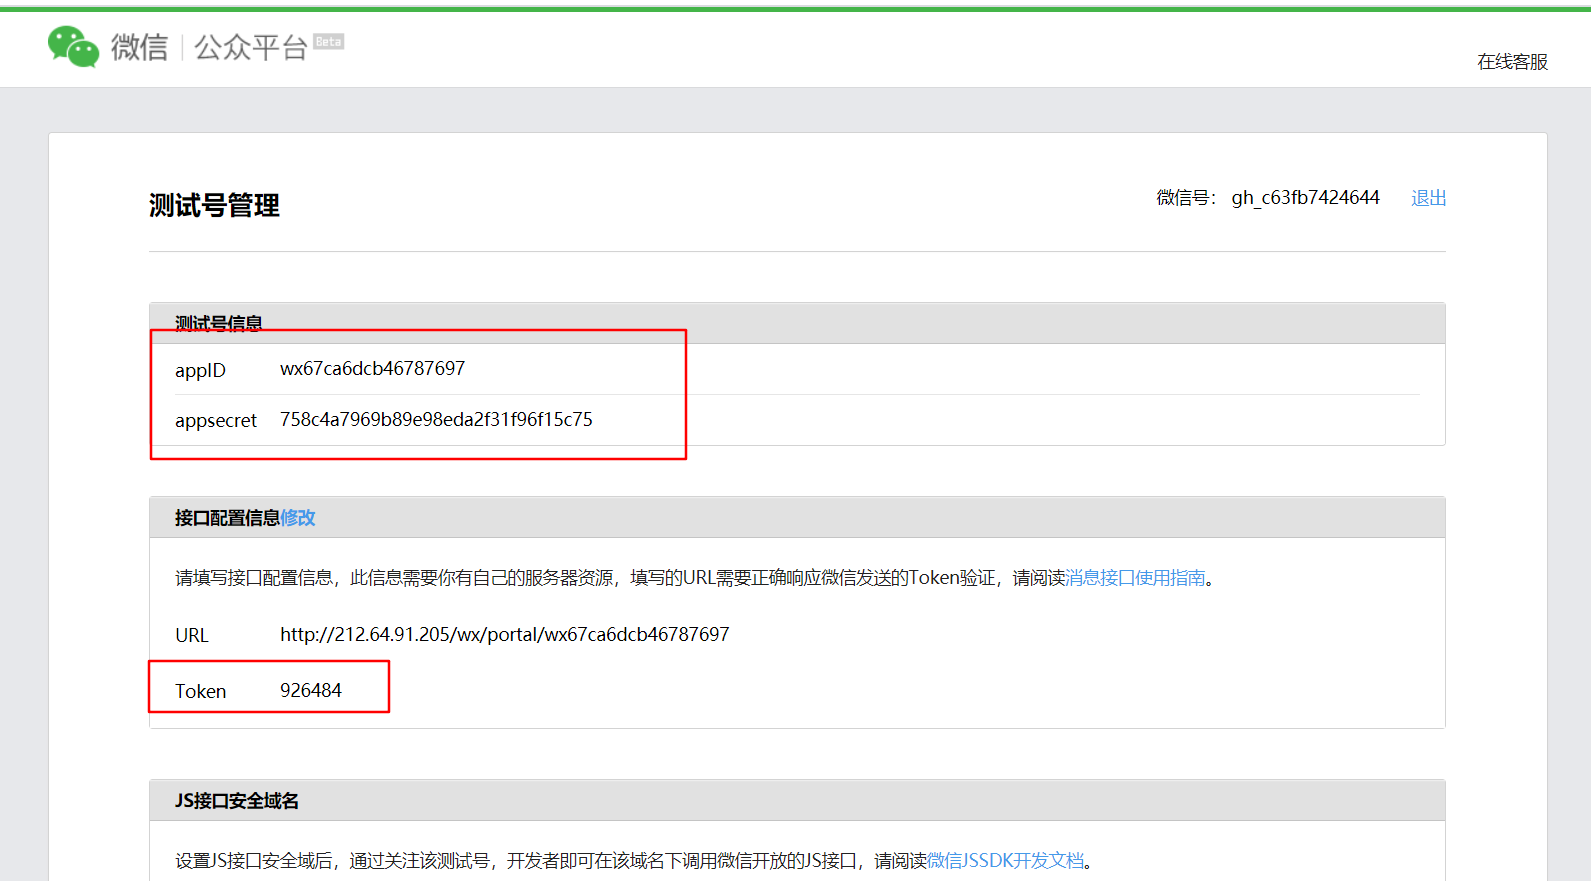 微信 | 公众平台 Beta
在线客服
测试号管理
微信号： gh_c63fb7424644 退出
测试号信息
appID wx67ca6dcb46787697
appsecret 758c4a7969b89e98eda2f31f96f15c75
接口配置信息修改
请填写接口配置信息，此信息需要你有自己的服务器资源，填写的URL需要正确响应微信发送的Token验证，请阅读消息接口使用指南。
URL http://212.64.91.205/wx/portal/wx67ca6dcb46787697
Token 926484
JS接口安全域名
设置JS接口安全域后，通过关注该测试号，开发者即可在该域名下调用微信开放的JS接口，请阅读微信JSSDK开发文档。